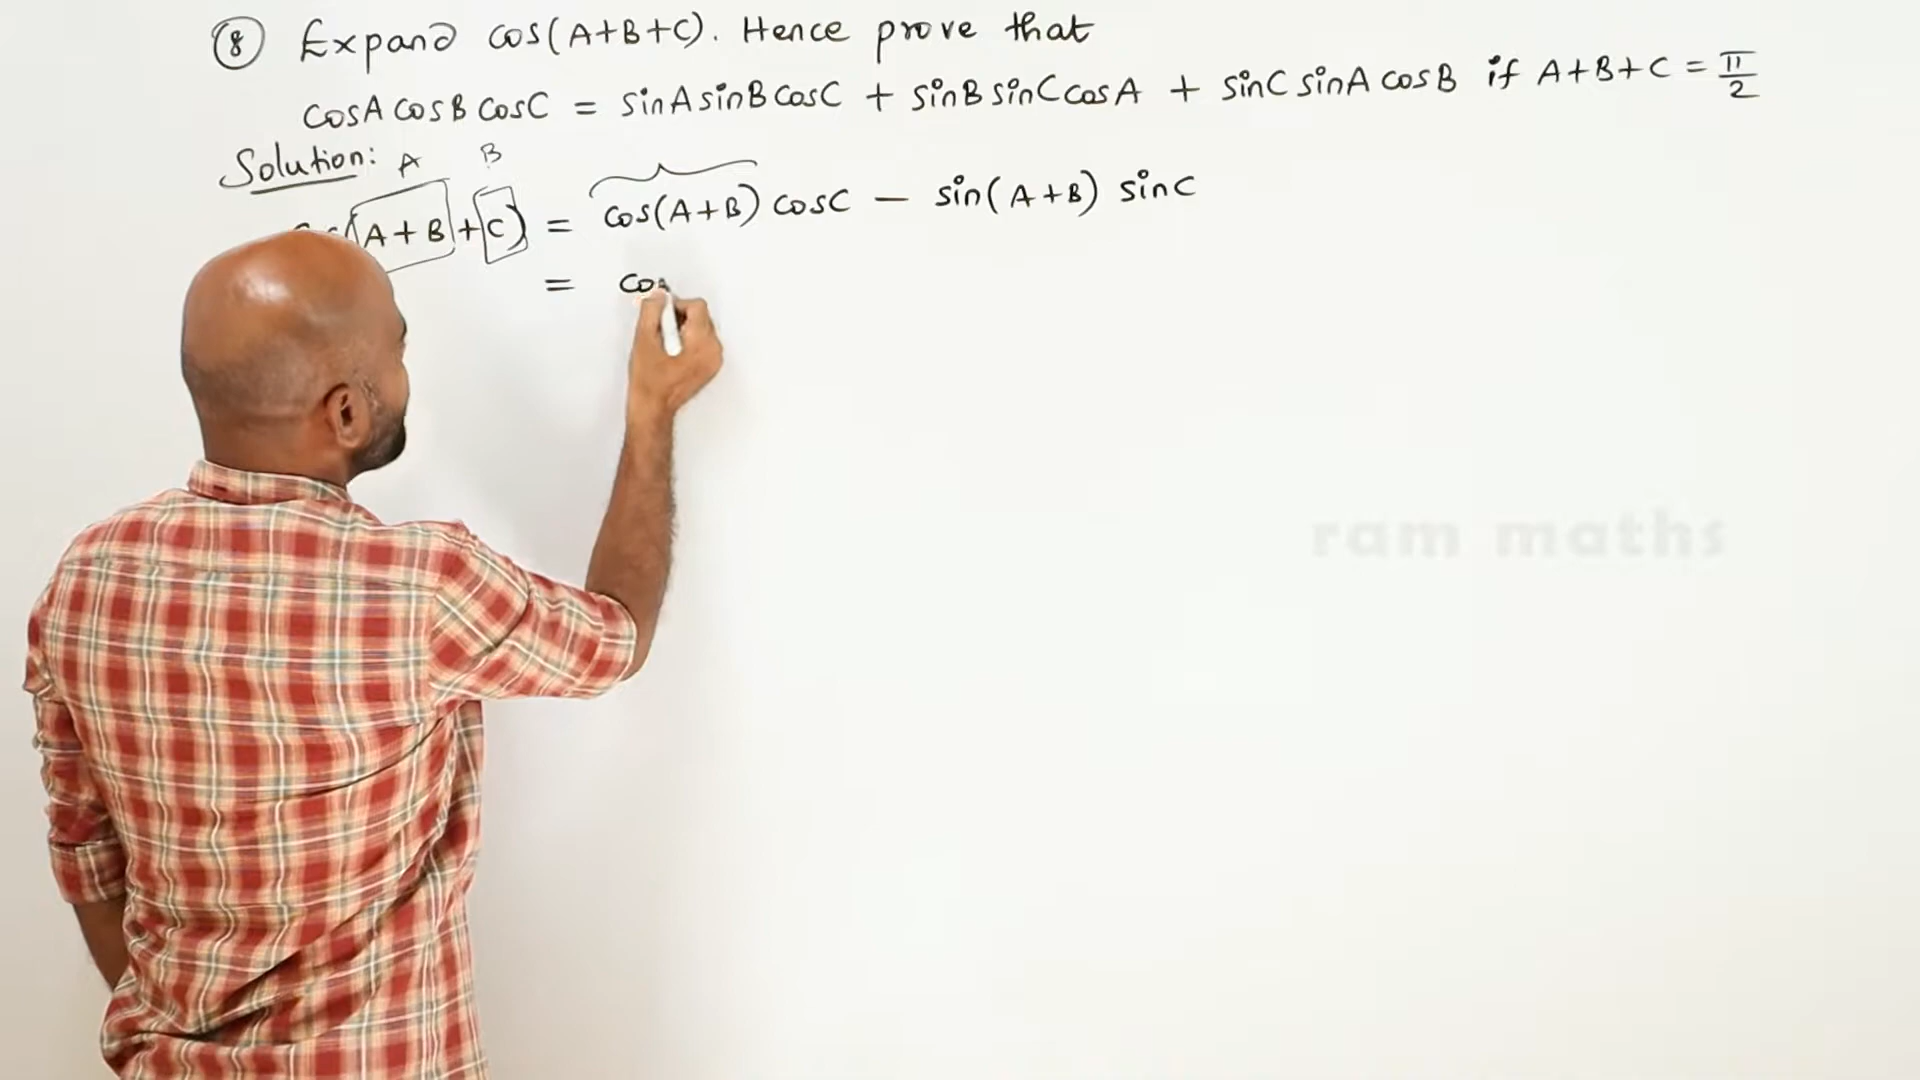 ⑧ Expand cos(A+B+C). Hence prove that
cosA cosB cosC = sinA sinB cosC + sinB sinC cosA + sinC sinA cosB if A+B+C = π/2
Solution: A B
(A+B+C) = cos(A+B) cosC − sin(A+B) sinC
= co
ram maths